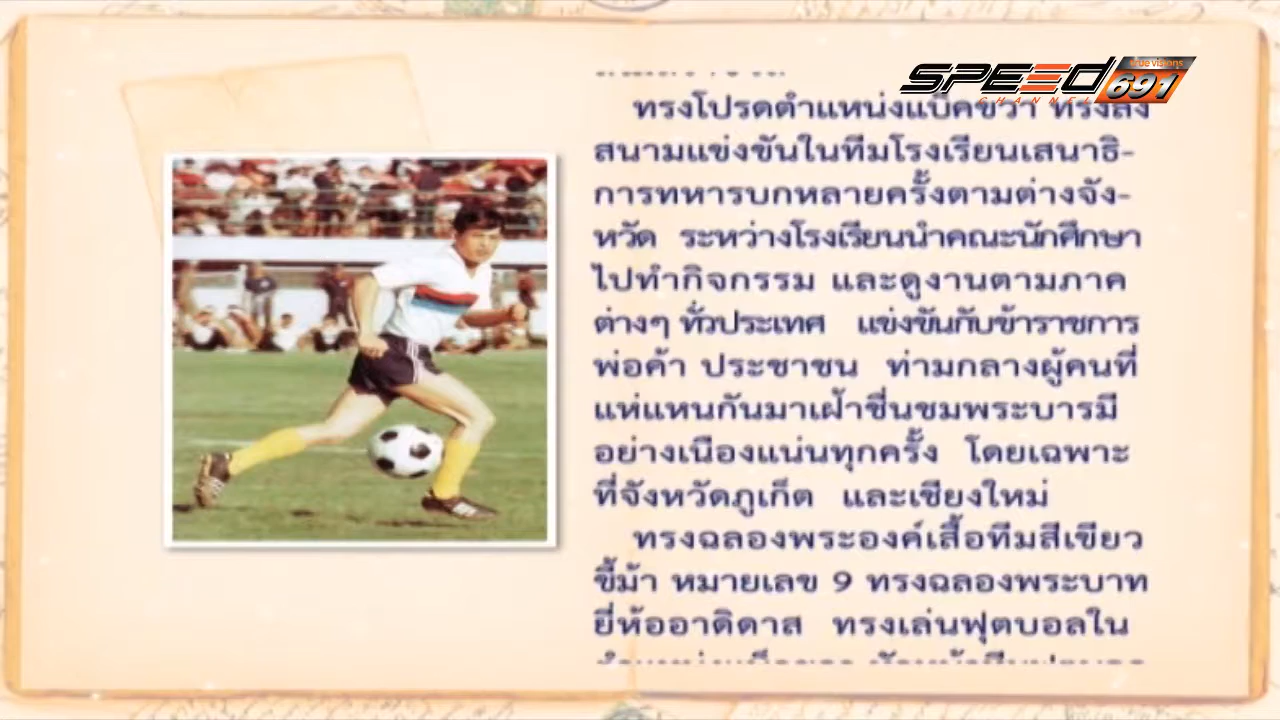 SPEED
CHANNEL
true visions
691
ทรงโปรดตำแหน่งแบ็คขวา ทรงลง
สนามแข่งขันในทีมโรงเรียนเสนาธิ-
การทหารบกหลายครั้งตามต่างจัง-
หวัด ระหว่างโรงเรียนนำคณะนักศึกษา
ไปทำกิจกรรม และดูงานตามภาค
ต่างๆ ทั่วประเทศ แข่งขันกับข้าราชการ
พ่อค้า ประชาชน ท่ามกลางผู้คนที่
แห่แหนกันมาเฝ้าชื่นชมพระบารมี
อย่างเนืองแน่นทุกครั้ง โดยเฉพาะ
ที่จังหวัดภูเก็ต และเชียงใหม่
ทรงฉลองพระองค์เสื้อทีมสีเขียว
ขี้ม้า หมายเลข 9 ทรงฉลองพระบาท
ยี่ห้ออาดิดาส ทรงเล่นฟุตบอลใน